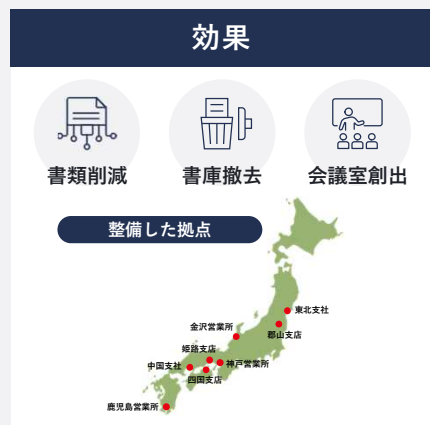 効果
書類削減
書庫撤去
会議室創出
整備した拠点
東北支社
金沢営業所
郡山支店
姫路支店
中国支社
神戸営業所
四国支店
鹿児島営業所